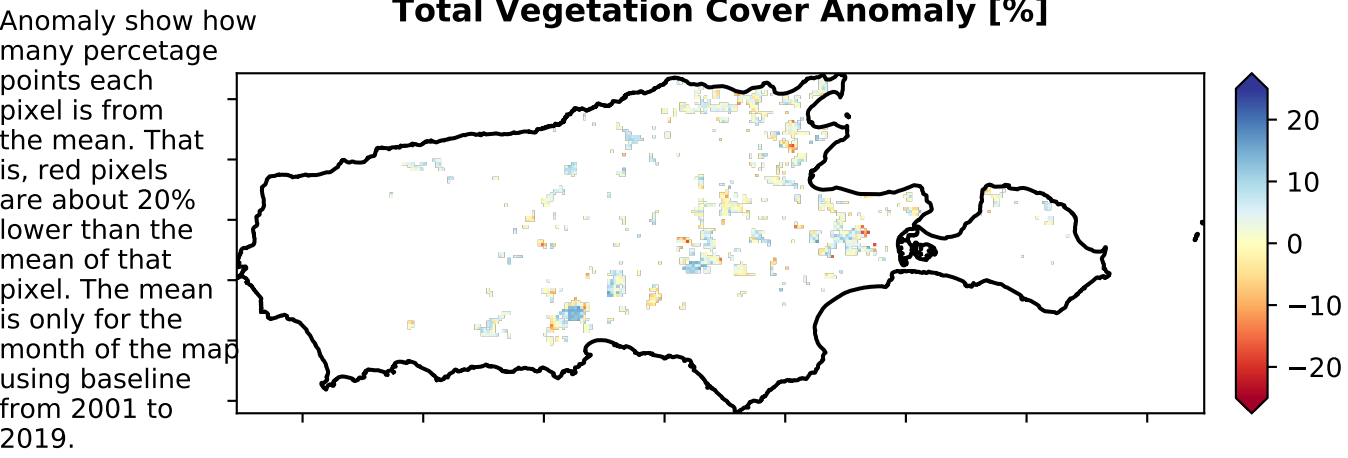 Total Vegetation Cover Anomaly [%]
Anomaly show how
many percetage
points each
pixel is from
the mean. That
is, red pixels
are about 20%
lower than the
mean of that
pixel. The mean
is only for the
month of the map
using baseline
from 2001 to
2019.
20
10
0
−10
−20